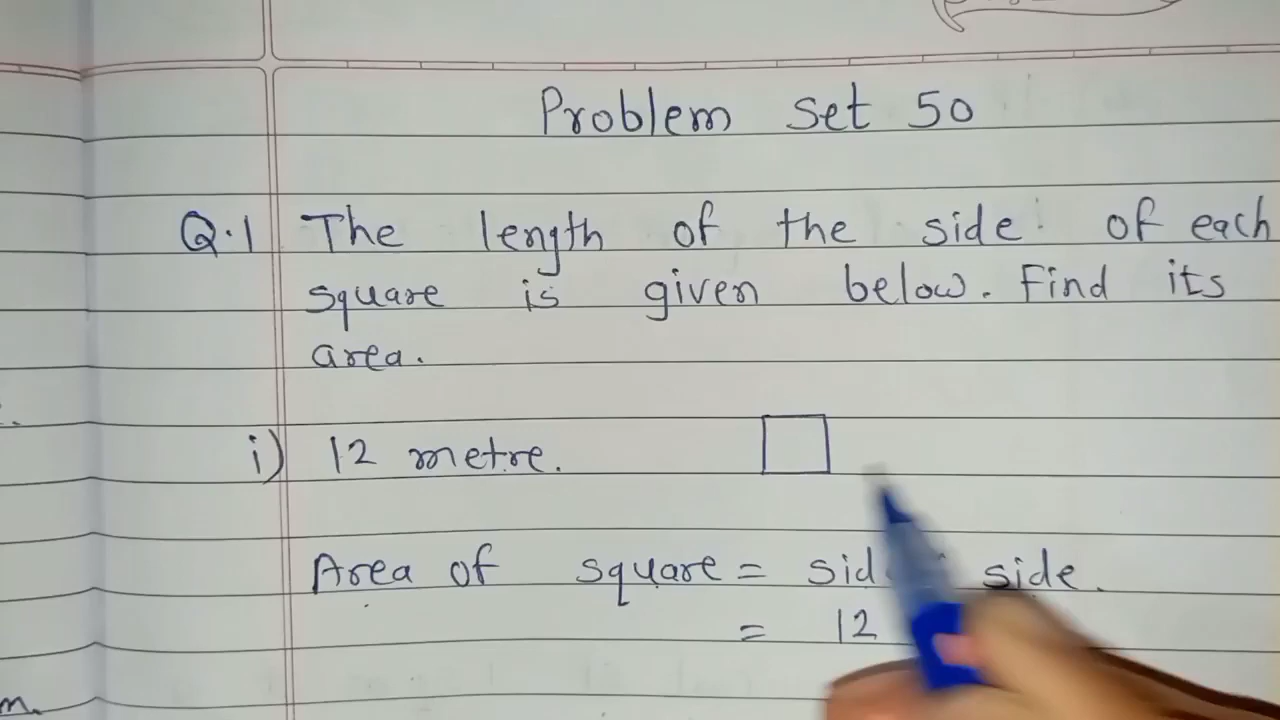 Problem Set 50
Q.1 The length of the side of each
square is given below. Find its
area.
i) 12 metre.
Area of square = side side.
= 12
m.